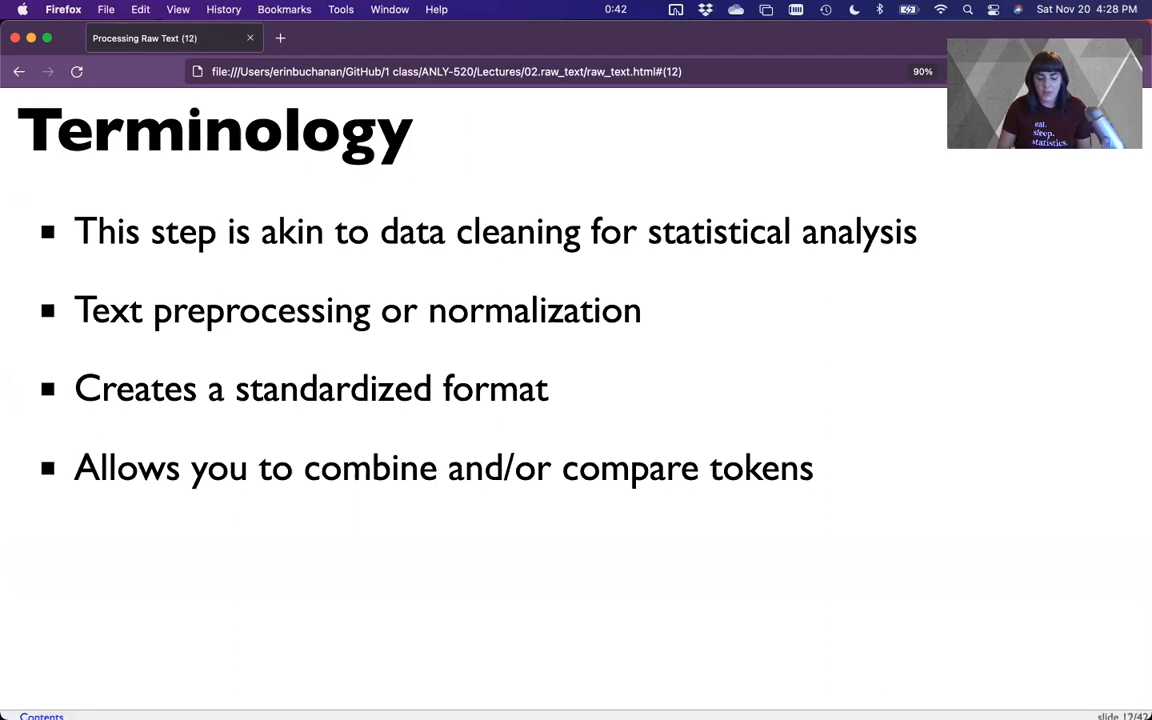 Firefox File Edit View History Bookmarks Tools Window Help 0:42 Sat Nov 20 4:28 PM
Processing Raw Text (12)
file:///Users/erinbuchanan/GitHub/1 class/ANLY-520/Lectures/02.raw_text/raw_text.html#(12) 90%
eat.
sleep.
statistics.
Terminology
This step is akin to data cleaning for statistical analysis
Text preprocessing or normalization
Creates a standardized format
Allows you to combine and/or compare tokens
Contents slide 12/42